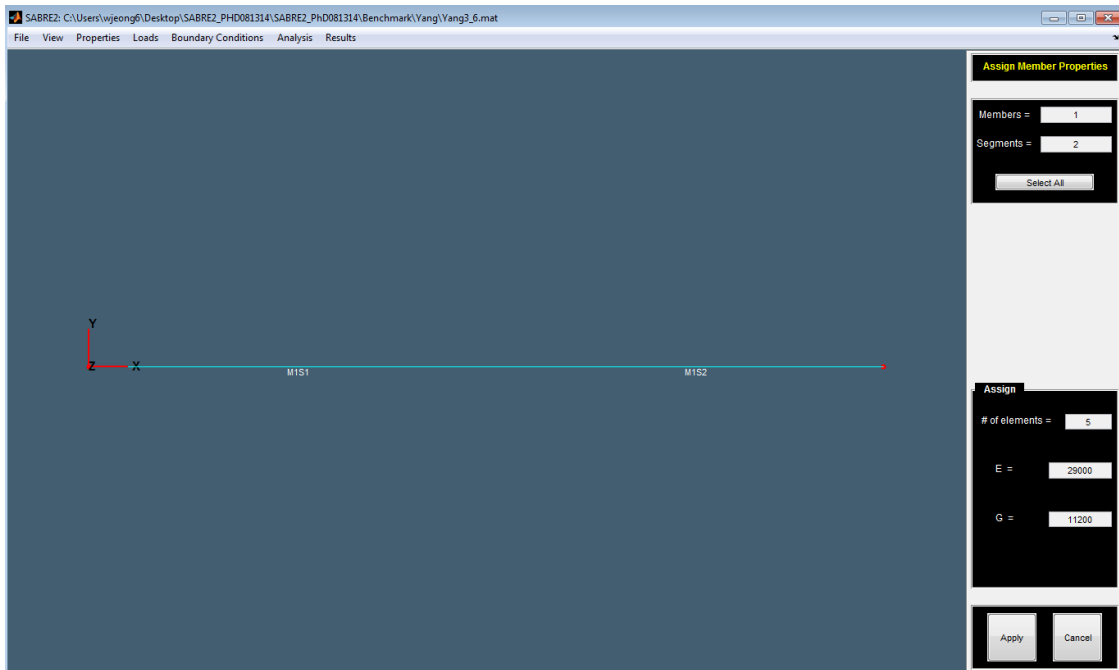 SABRE2: C:\Users\wjeong6\Desktop\SABRE2_PHD081314\SABRE2_PhD081314\Benchmark\Yang\Yang3_6.mat
File View Properties Loads Boundary Conditions Analysis Results
Assign Member Properties
Members = 1
Segments = 2
Select All
Y
Z X
M1S1 M1S2
Assign
# of elements = 5
E = 29000
G = 11200
Apply Cancel